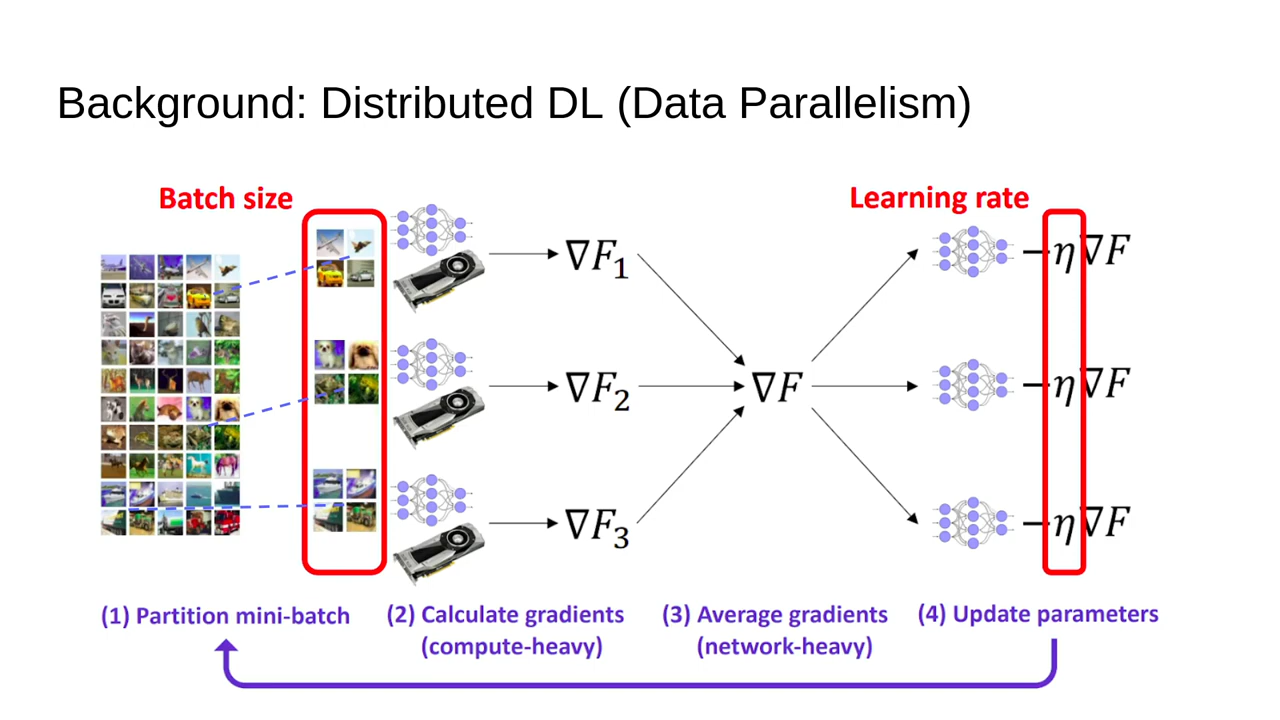 Background: Distributed DL (Data Parallelism)
Batch size
Learning rate
∇F₁
∇F₂
∇F₃
∇F
−η∇F
−η∇F
−η∇F
(1) Partition mini-batch
(2) Calculate gradients
(compute-heavy)
(3) Average gradients
(network-heavy)
(4) Update parameters